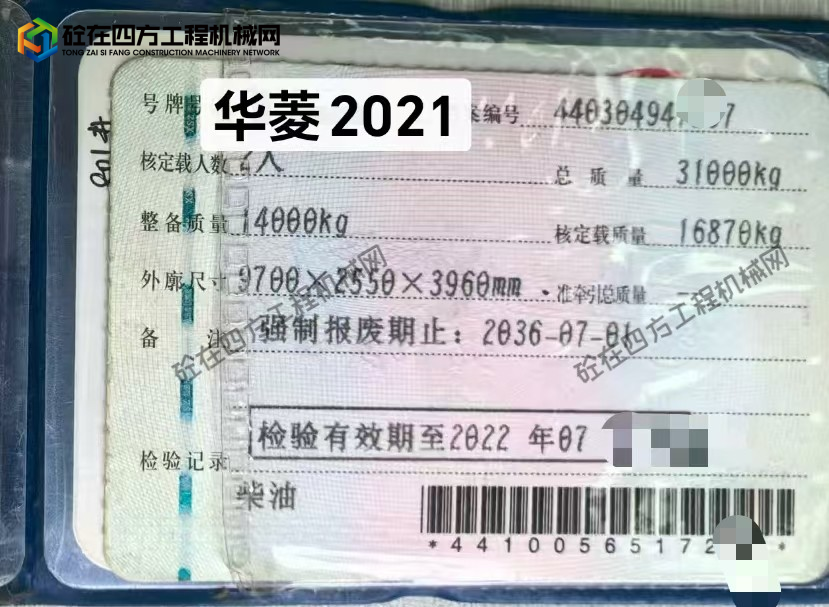 砼在四方工程机械网
TONG ZAI SI FANG CONSTRUCTION MACHINERY NETWORK
华菱2021
号牌
编号 440304944 7
核定载人数 2人
总质量 31000kg
整备质量 14000kg
核定载质量 16870kg
外廓尺寸 9700×2550×3960mm
准牵引总质量 --
备注 强制报废期止：2036-07-01
砼在四方工程机械网
砼在四方工程机械网
检验有效期至2022 年07
检验记录
柴油
*44100565172 *